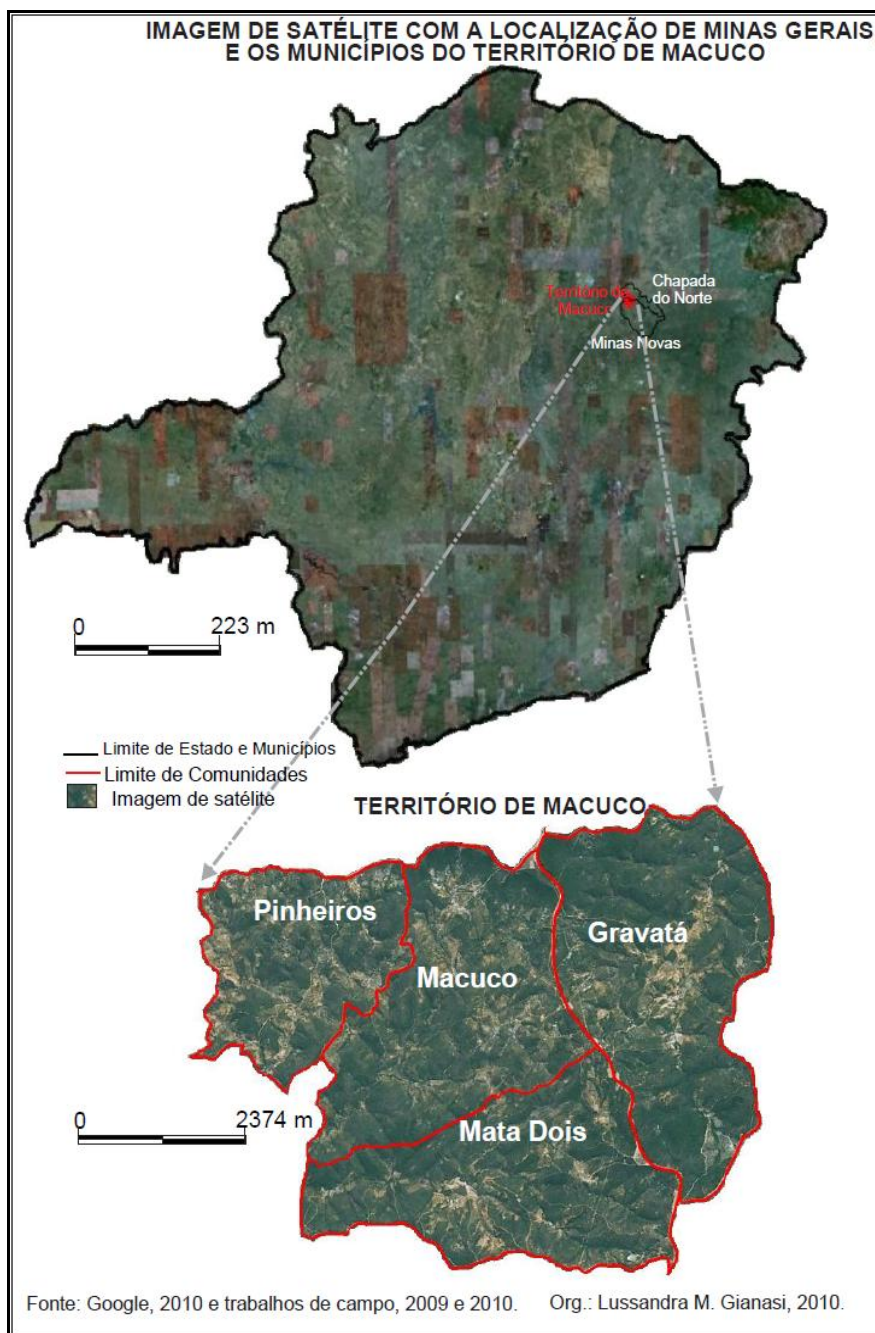 IMAGEM DE SATÉLITE COM A LOCALIZAÇÃO DE MINAS GERAIS
E OS MUNICÍPIOS DO TERRITÓRIO DE MACUCO
Chapada
do Norte
Território de
Macuco
Minas Novas
0 223 m
Limite de Estado e Municípios
Limite de Comunidades
Imagem de satélite
TERRITÓRIO DE MACUCO
Pinheiros
Gravatá
Macuco
0 2374 m
Mata Dois
Fonte: Google, 2010 e trabalhos de campo, 2009 e 2010. Org.: Lussandra M. Gianasi, 2010.